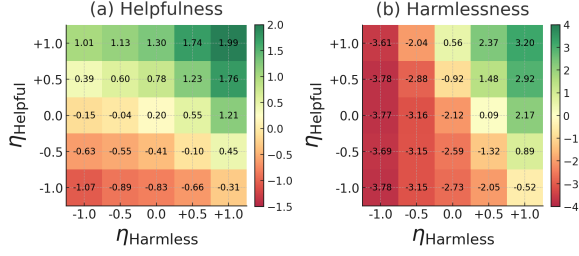 (a) Helpfulness
(b) Harmlessness
η_Helpful
+1.0 1.01 1.13 1.30 1.74 1.99
+0.5 0.39 0.60 0.78 1.23 1.76
0.0 -0.15 -0.04 0.20 0.55 1.21
-0.5 -0.63 -0.55 -0.41 -0.10 0.45
-1.0 -1.07 -0.89 -0.83 -0.66 -0.31
-1.0 -0.5 0.0 +0.5 +1.0
η_Harmless
2.0
1.5
1.0
0.5
0.0
-0.5
-1.0
-1.5
η_Helpful
+1.0 -3.61 -2.04 0.56 2.37 3.20
+0.5 -3.78 -2.88 -0.92 1.48 2.92
0.0 -3.77 -3.16 -2.12 0.09 2.17
-0.5 -3.69 -3.15 -2.59 -1.32 0.89
-1.0 -3.78 -3.15 -2.73 -2.05 -0.52
-1.0 -0.5 0.0 +0.5 +1.0
η_Harmless
4
3
2
1
0
-1
-2
-3
-4